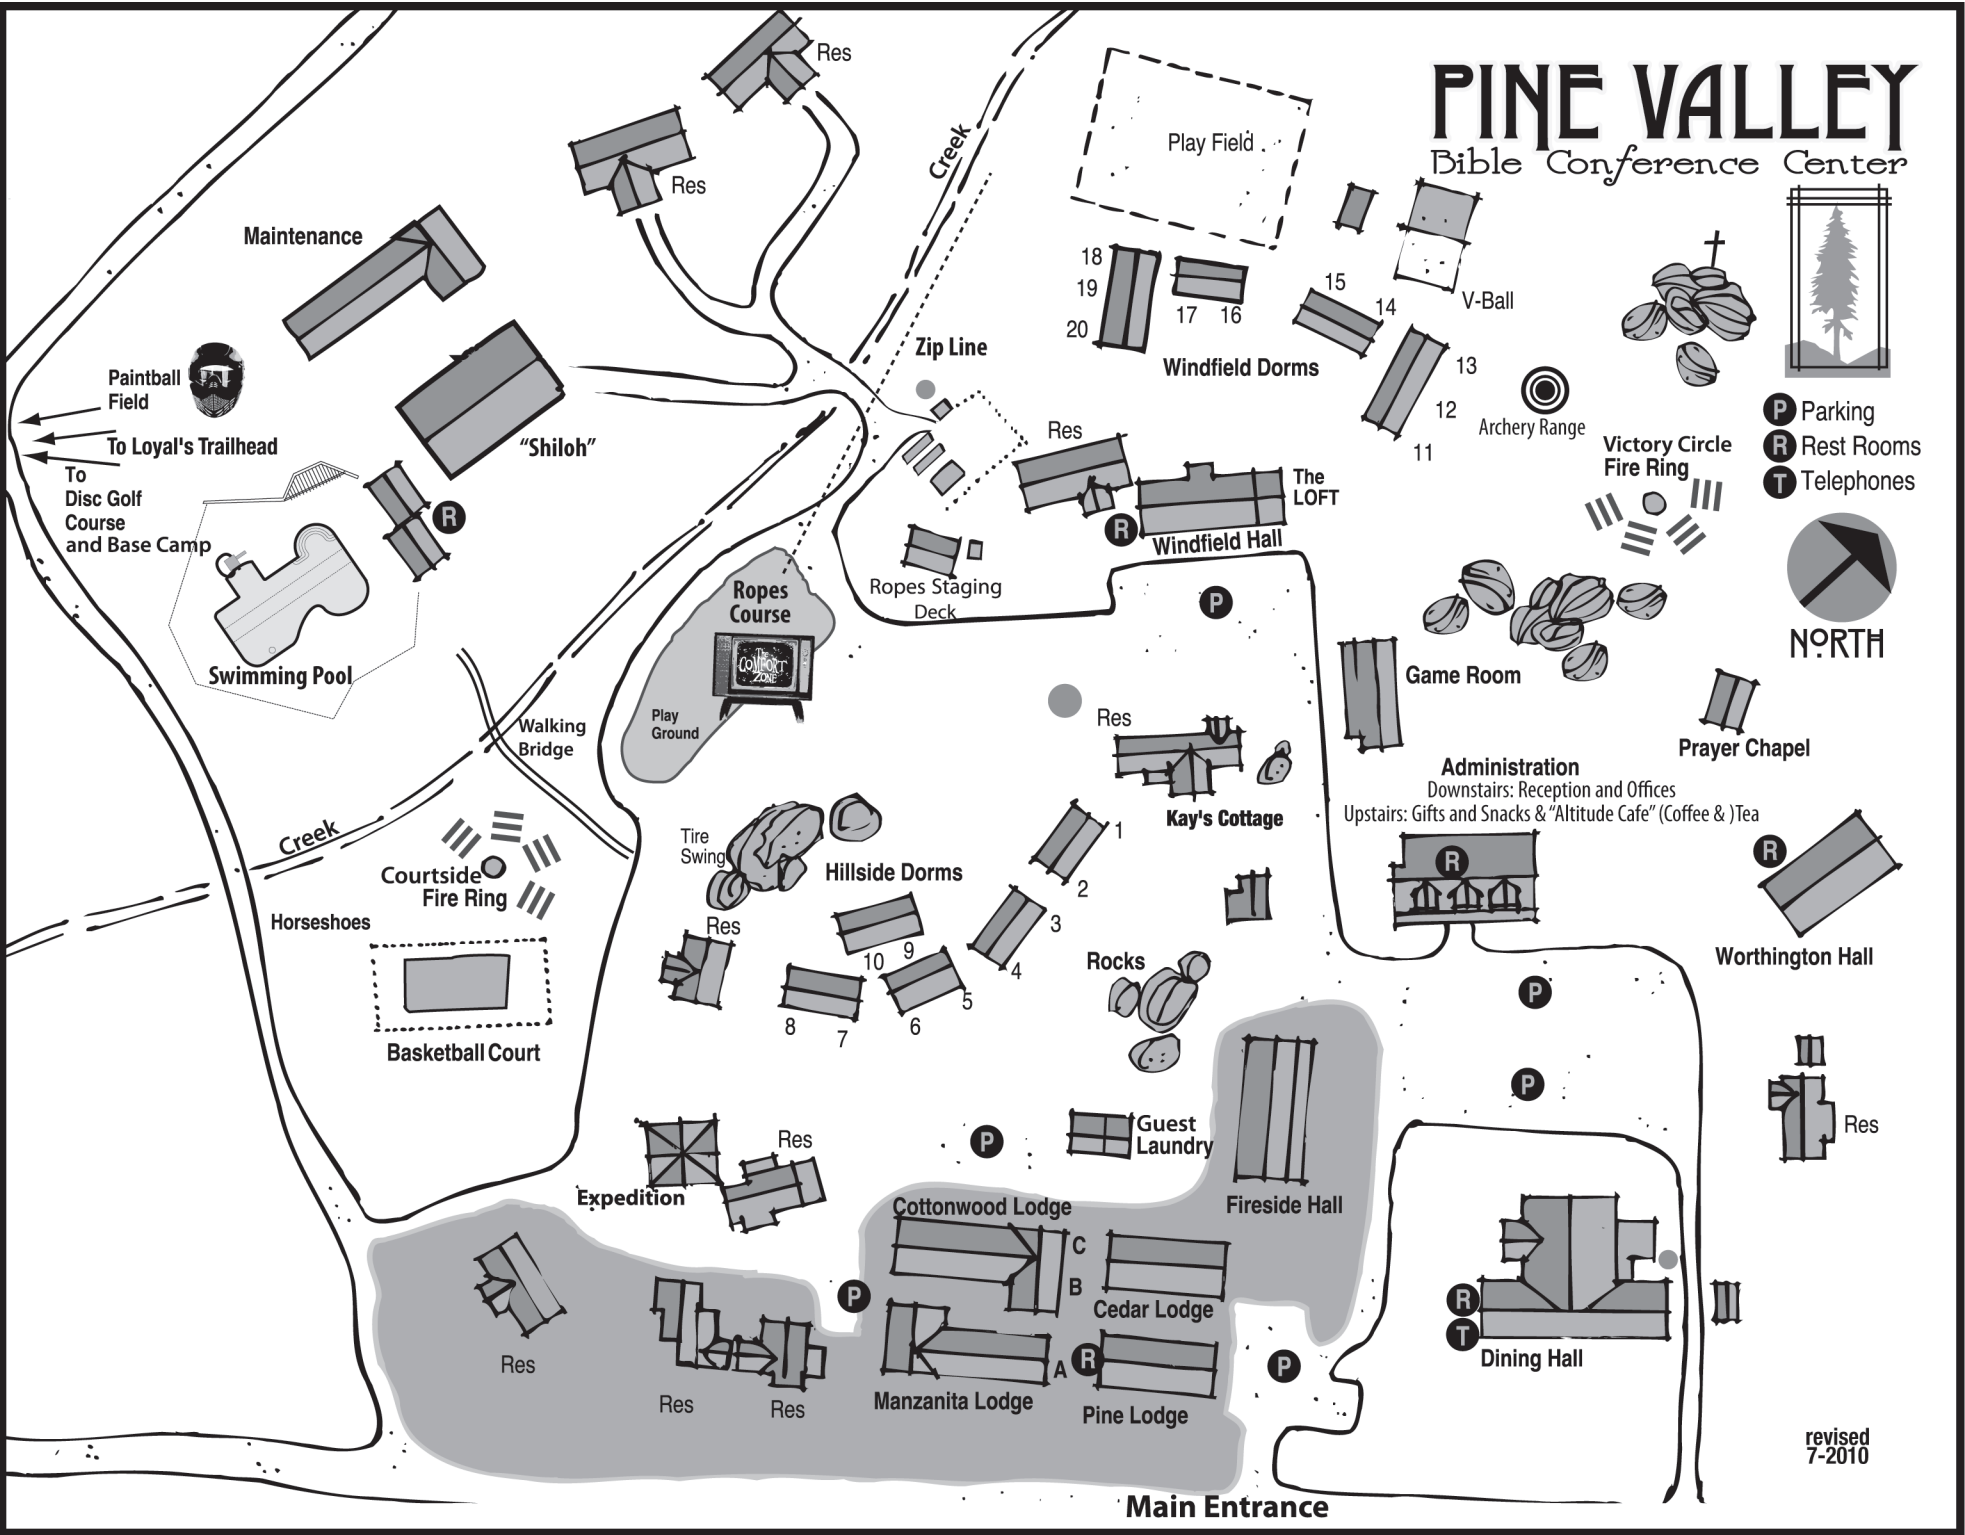 PINE VALLEY
Bible Conference Center
Res
Res
Creek
Play Field
Maintenance
18
19
20
17
16
15
14
V-Ball
13
12
11
Windfield Dorms
Zip Line
Paintball
Field
To Loyal's Trailhead
To
Disc Golf
Course
and Base Camp
"Shiloh"
R
Swimming Pool
Archery Range
Victory Circle
Fire Ring
P Parking
R Rest Rooms
T Telephones
NORTH
Res
The
LOFT
R
Windfield Hall
Ropes Staging
Deck
P
Ropes
Course
The
COMFORT
ZONE
Play
Ground
Walking
Bridge
Game Room
Prayer Chapel
Res
Kay's Cottage
Administration
Downstairs: Reception and Offices
Upstairs: Gifts and Snacks & "Altitude Cafe" (Coffee & )Tea
R
R
Worthington Hall
Creek
Courtside
Fire Ring
Horseshoes
Basketball Court
Tire
Swing
Hillside Dorms
1
2
3
4
5
6
7
8
9
10
Res
Rocks
P
P
Res
Guest
Laundry
P
Expedition
Res
Fireside Hall
Cottonwood Lodge
C
B
Cedar Lodge
P
Manzanita Lodge
A
R
Pine Lodge
P
Res
Res
Res
R
T
Dining Hall
revised
7-2010
Main Entrance